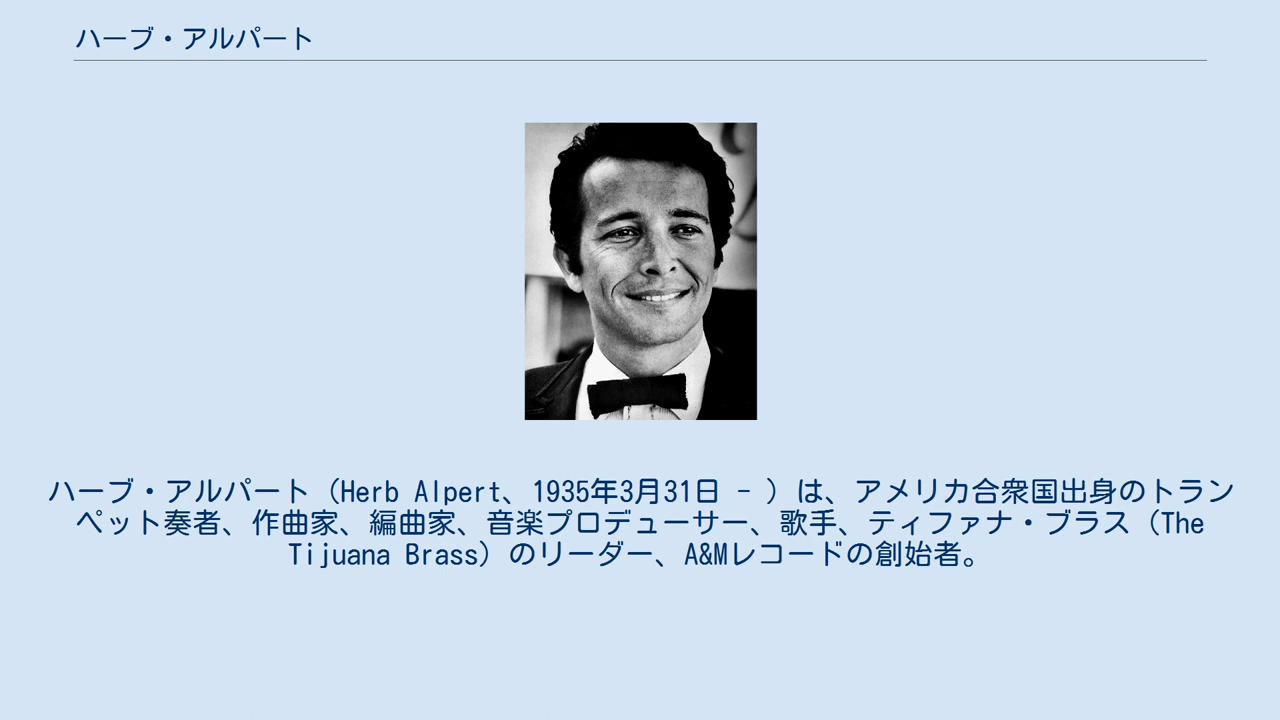 ハーブ・アルパート
ハーブ・アルパート（Herb Alpert、1935年3月31日 - ）は、アメリカ合衆国出身のトラン
ペット奏者、作曲家、編曲家、音楽プロデューサー、歌手、ティファナ・ブラス（The
Tijuana Brass）のリーダー、A&Mレコードの創始者。